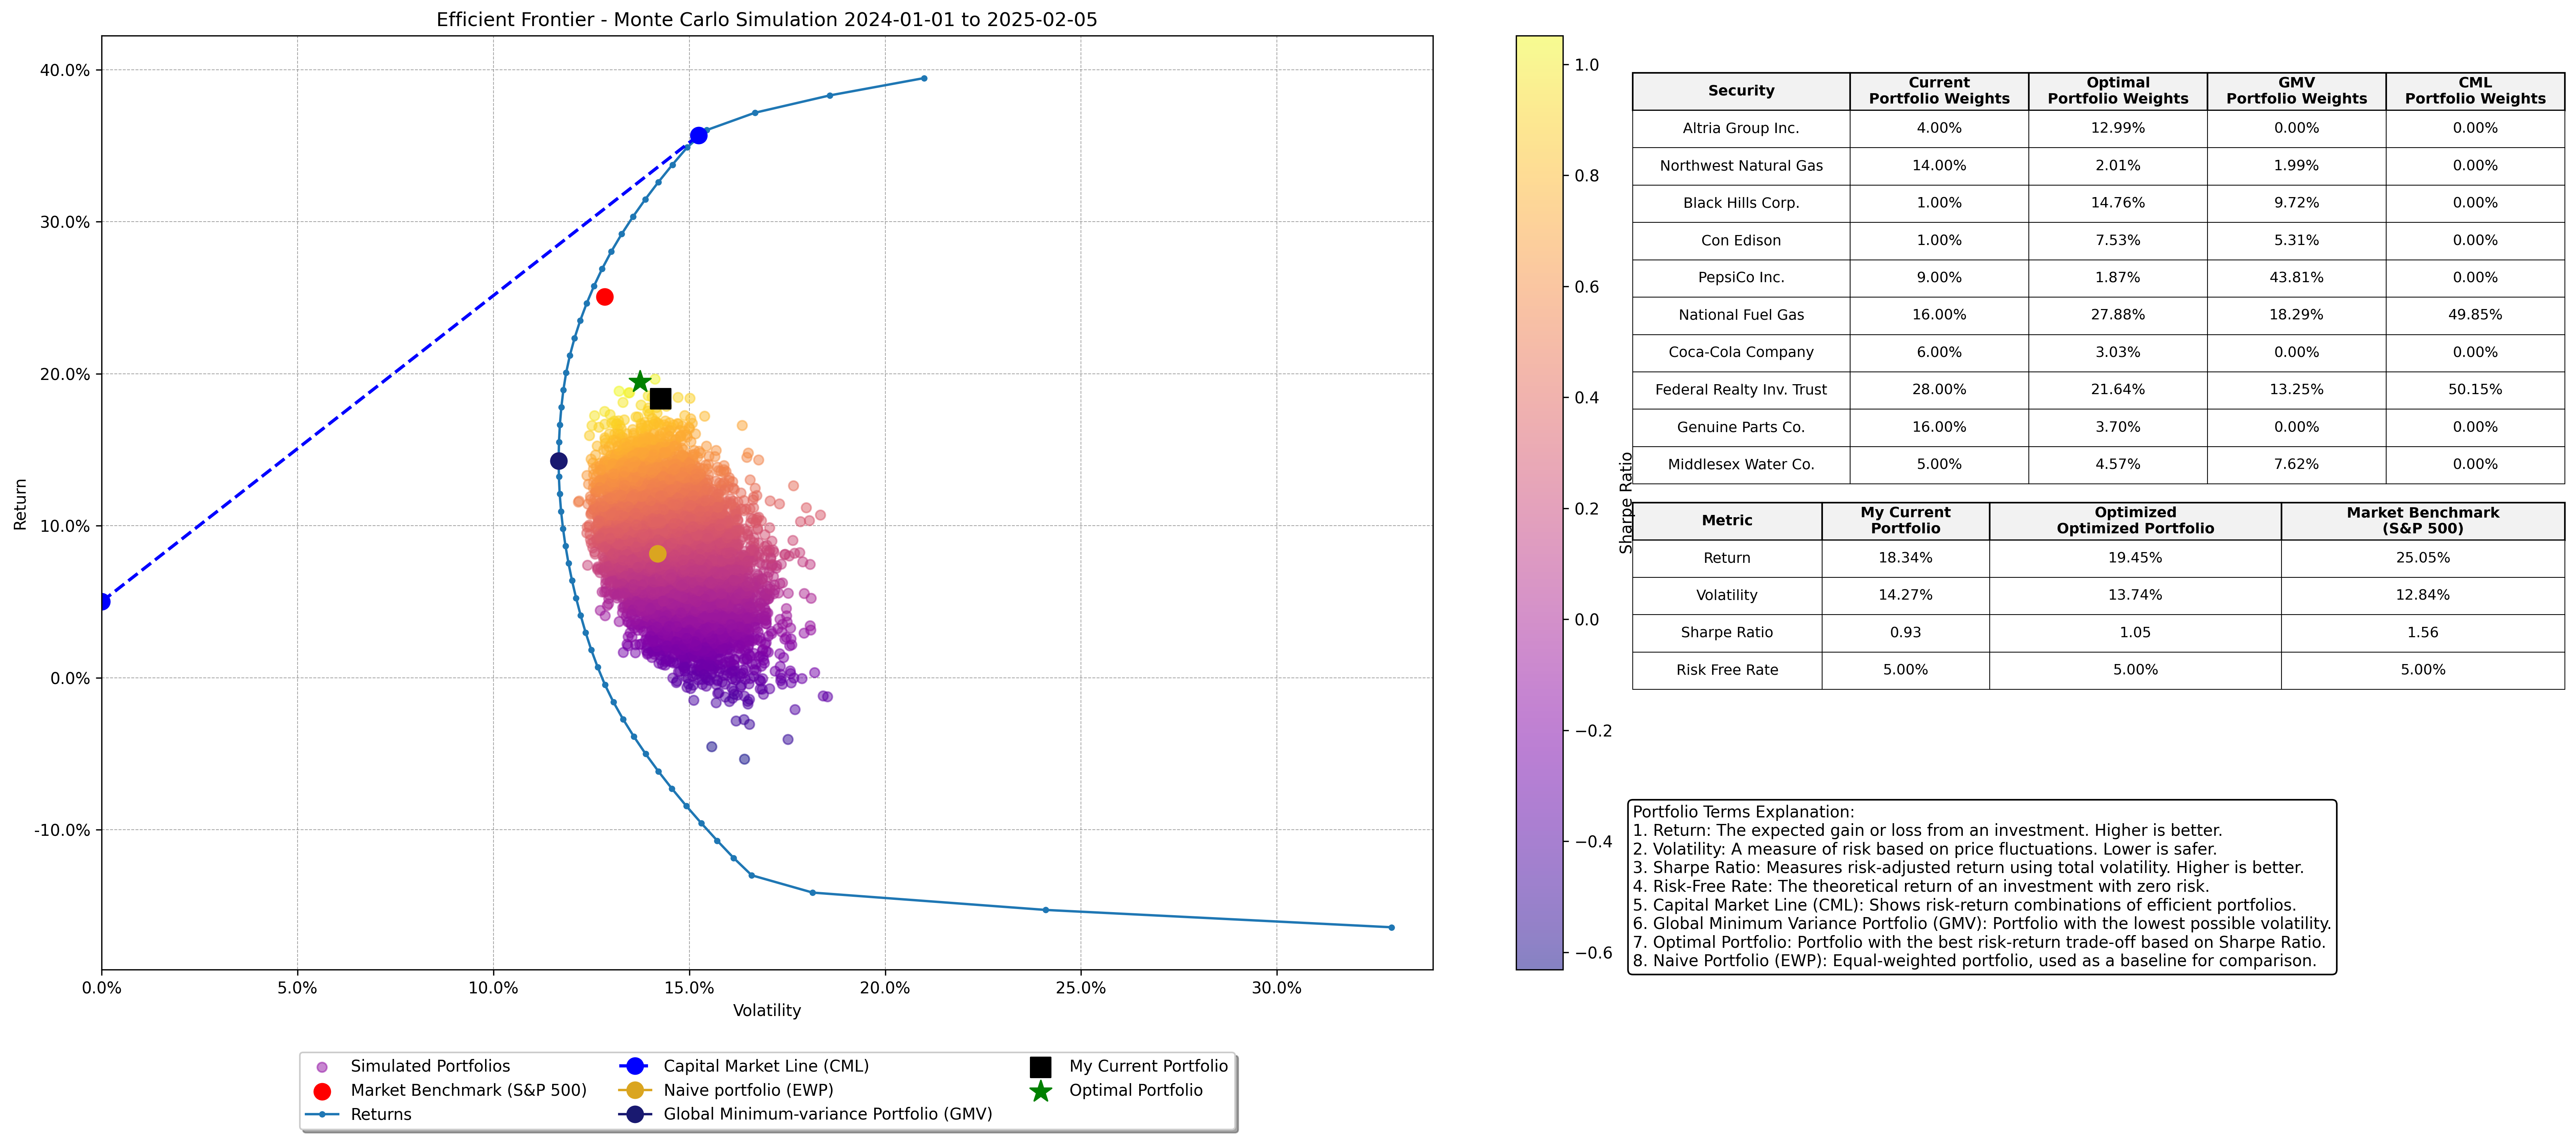 Efficient Frontier - Monte Carlo Simulation 2024-01-01 to 2025-02-05
Return
40.0%
30.0%
20.0%
10.0%
0.0%
-10.0%
0.0% 5.0% 10.0% 15.0% 20.0% 25.0% 30.0%
Volatility
Simulated Portfolios
Market Benchmark (S&P 500)
Returns
Capital Market Line (CML)
Naive portfolio (EWP)
Global Minimum-variance Portfolio (GMV)
My Current Portfolio
Optimal Portfolio
1.0
0.8
0.6
0.4
0.2
0.0
−0.2
−0.4
−0.6
Sharpe Ratio
Security Current Portfolio Weights Optimal Portfolio Weights GMV Portfolio Weights CML Portfolio Weights
Altria Group Inc. 4.00% 12.99% 0.00% 0.00%
Northwest Natural Gas 14.00% 2.01% 1.99% 0.00%
Black Hills Corp. 1.00% 14.76% 9.72% 0.00%
Con Edison 1.00% 7.53% 5.31% 0.00%
PepsiCo Inc. 9.00% 1.87% 43.81% 0.00%
National Fuel Gas 16.00% 27.88% 18.29% 49.85%
Coca-Cola Company 6.00% 3.03% 0.00% 0.00%
Federal Realty Inv. Trust 28.00% 21.64% 13.25% 50.15%
Genuine Parts Co. 16.00% 3.70% 0.00% 0.00%
Middlesex Water Co. 5.00% 4.57% 7.62% 0.00%
Metric My Current Portfolio Optimized Optimized Portfolio Market Benchmark (S&P 500)
Return 18.34% 19.45% 25.05%
Volatility 14.27% 13.74% 12.84%
Sharpe Ratio 0.93 1.05 1.56
Risk Free Rate 5.00% 5.00% 5.00%
Portfolio Terms Explanation:
1. Return: The expected gain or loss from an investment. Higher is better.
2. Volatility: A measure of risk based on price fluctuations. Lower is safer.
3. Sharpe Ratio: Measures risk-adjusted return using total volatility. Higher is better.
4. Risk-Free Rate: The theoretical return of an investment with zero risk.
5. Capital Market Line (CML): Shows risk-return combinations of efficient portfolios.
6. Global Minimum Variance Portfolio (GMV): Portfolio with the lowest possible volatility.
7. Optimal Portfolio: Portfolio with the best risk-return trade-off based on Sharpe Ratio.
8. Naive Portfolio (EWP): Equal-weighted portfolio, used as a baseline for comparison.